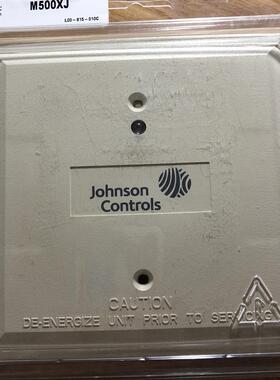 M500XJ
L00-815-010C
Johnson
Controls
CAUTION
DE-ENERGIZE UNIT PRIOR TO SERVICING